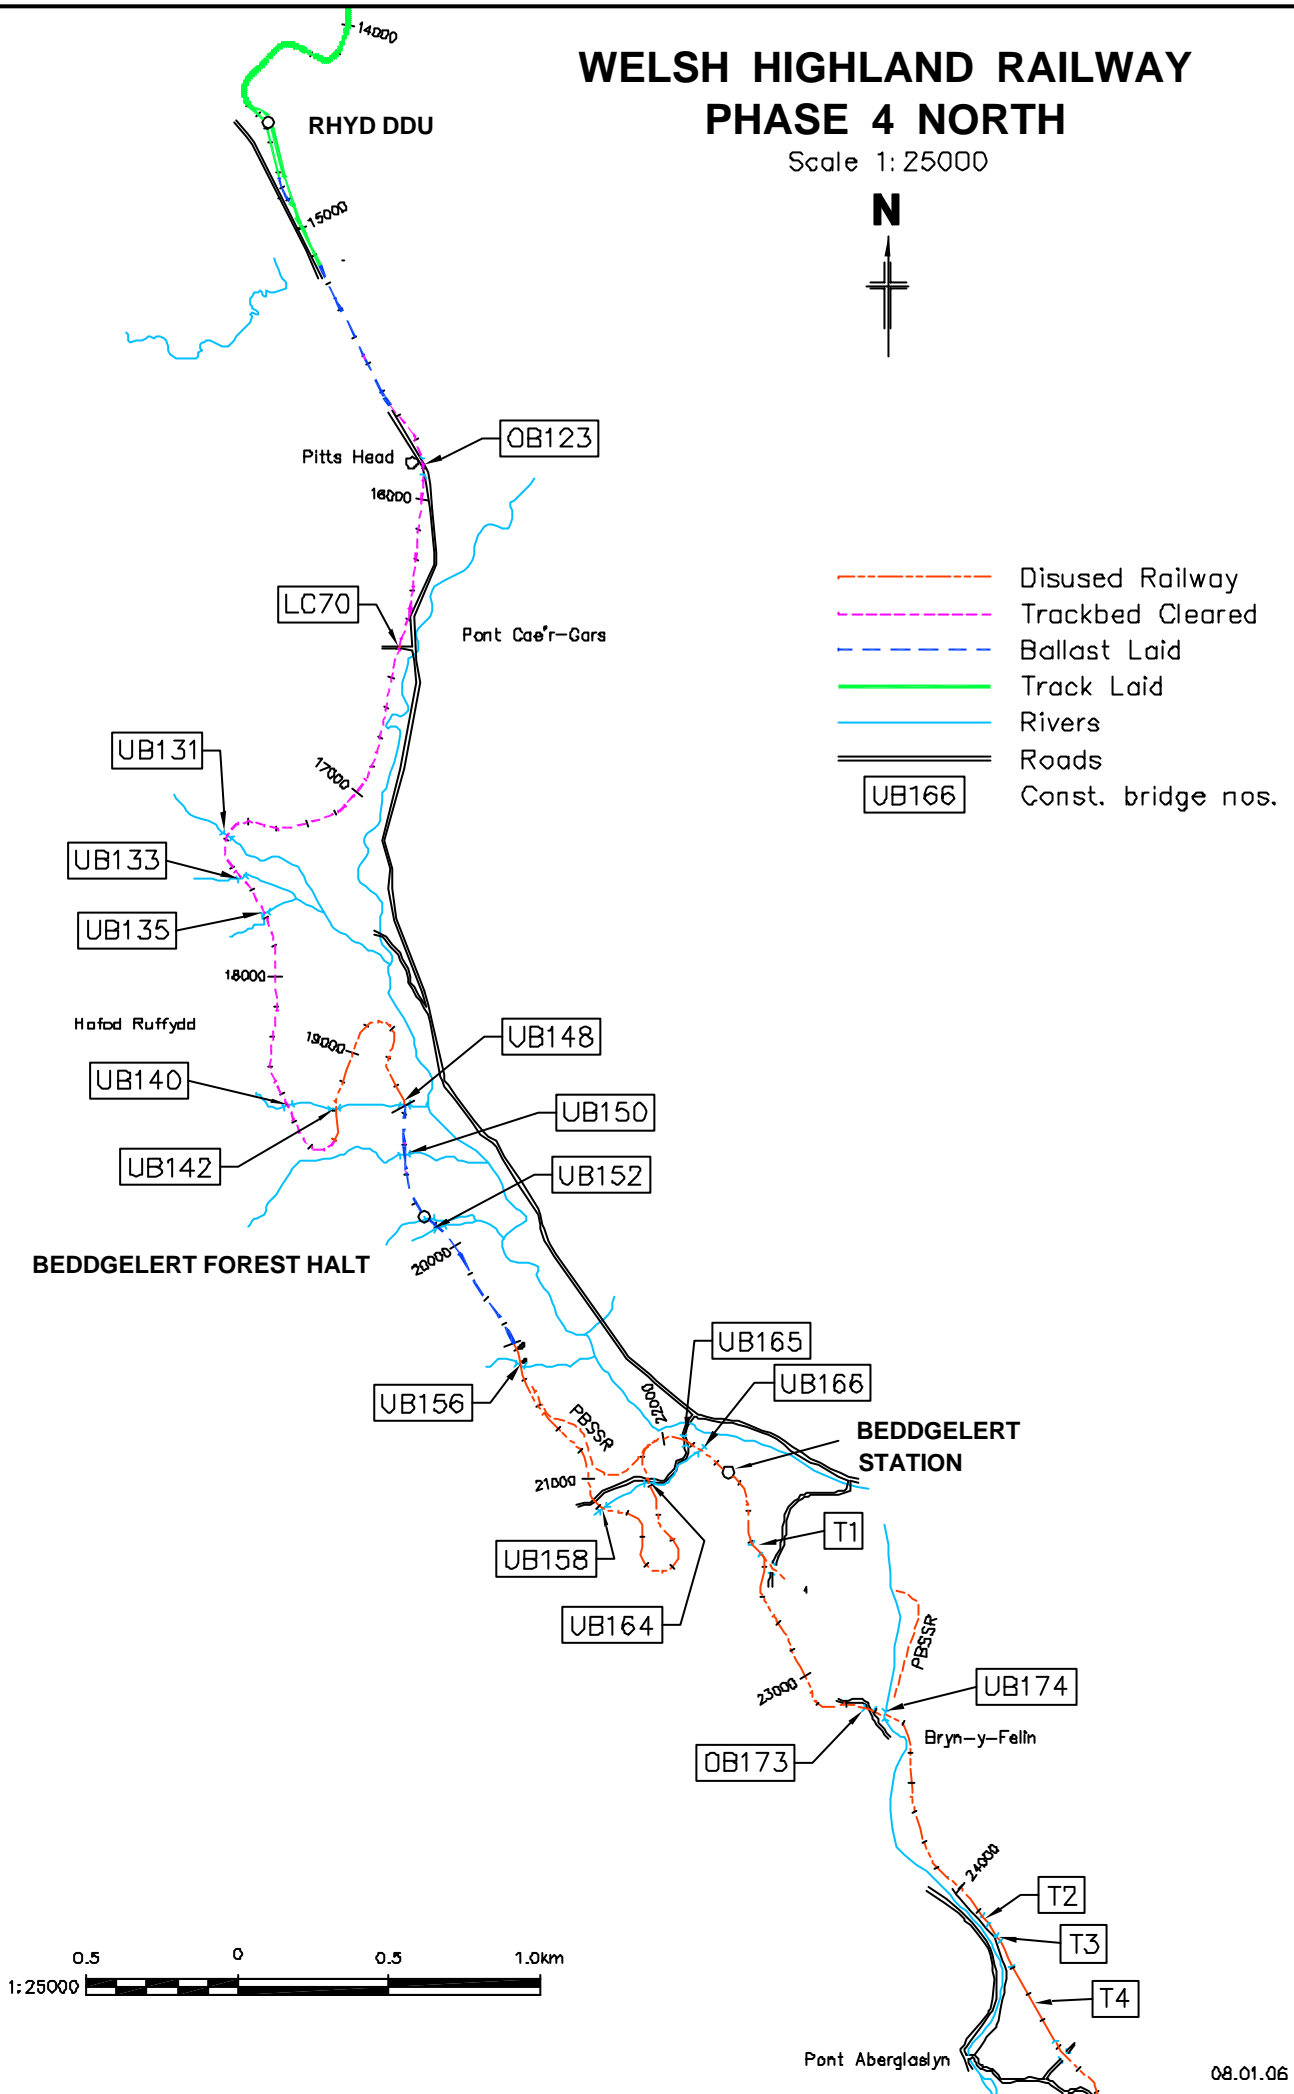 WELSH HIGHLAND RAILWAY
PHASE 4 NORTH
Scale 1:25000
N
14000
RHYD DDU
15000
OB123
Pitts Head
16000
LC70
Pont Cae'r-Gars
Disused Railway
Trackbed Cleared
Ballast Laid
Track Laid
Rivers
Roads
UB166
Const. bridge nos.
UB131
17000
UB133
UB135
18000
Hafod Ruffydd
19000
UB148
UB140
UB150
UB142
UB152
BEDDGELERT FOREST HALT
20000
UB165
UB166
UB156
PBSSR
22000
BEDDGELERT
STATION
21000
T1
UB158
UB164
PBSSR
23000
UB174
Bryn-y-Felin
OB173
24000
T2
T3
T4
0.5
0
0.5
1.0km
1:25000
Pont Aberglaslyn
08.01.06